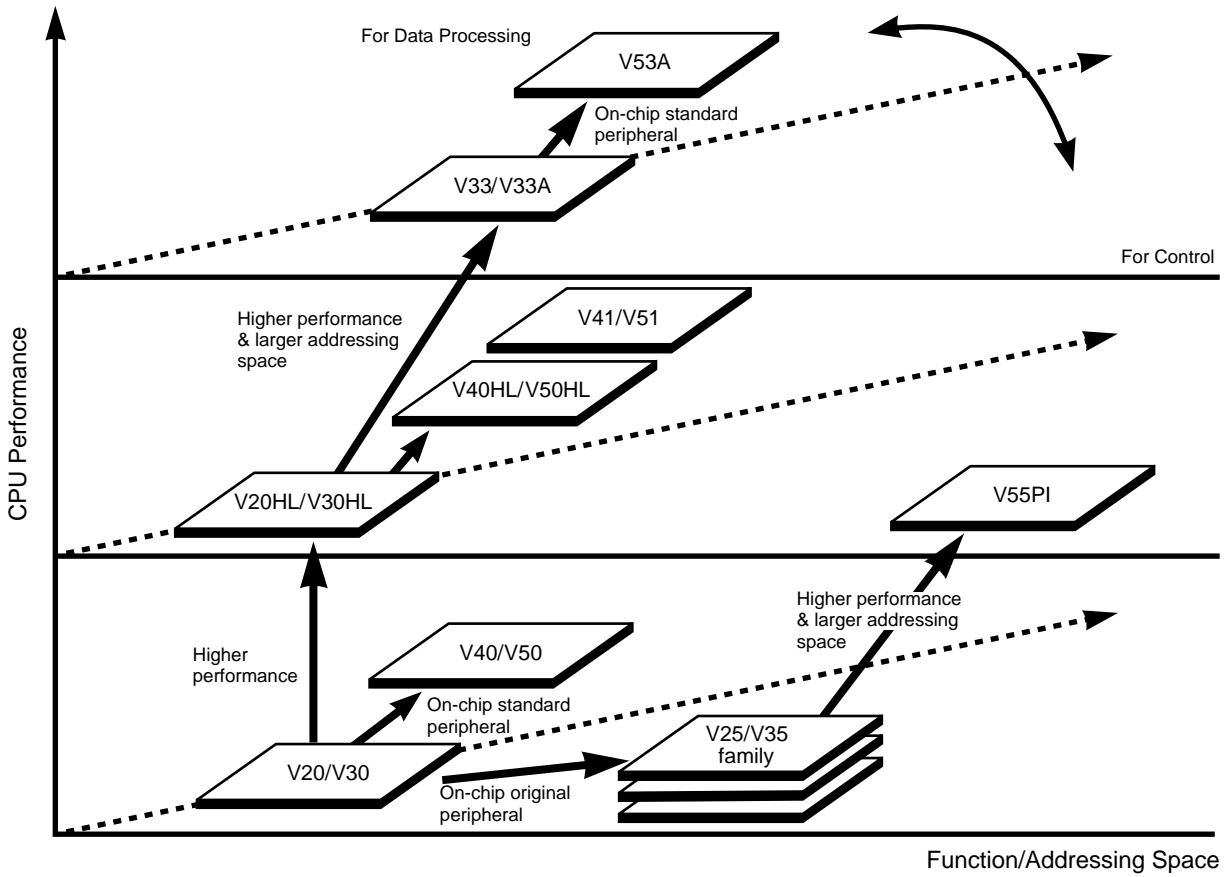 For Data Processing
V53A
On-chip standard
peripheral
V33/V33A
For Control
Higher performance
& larger addressing
space
V41/V51
V40HL/V50HL
V20HL/V30HL
V55PI
CPU Performance
Higher
performance
V40/V50
On-chip standard
peripheral
Higher performance
& larger addressing
space
V25/V35
family
V20/V30
On-chip original
peripheral
Function/Addressing Space